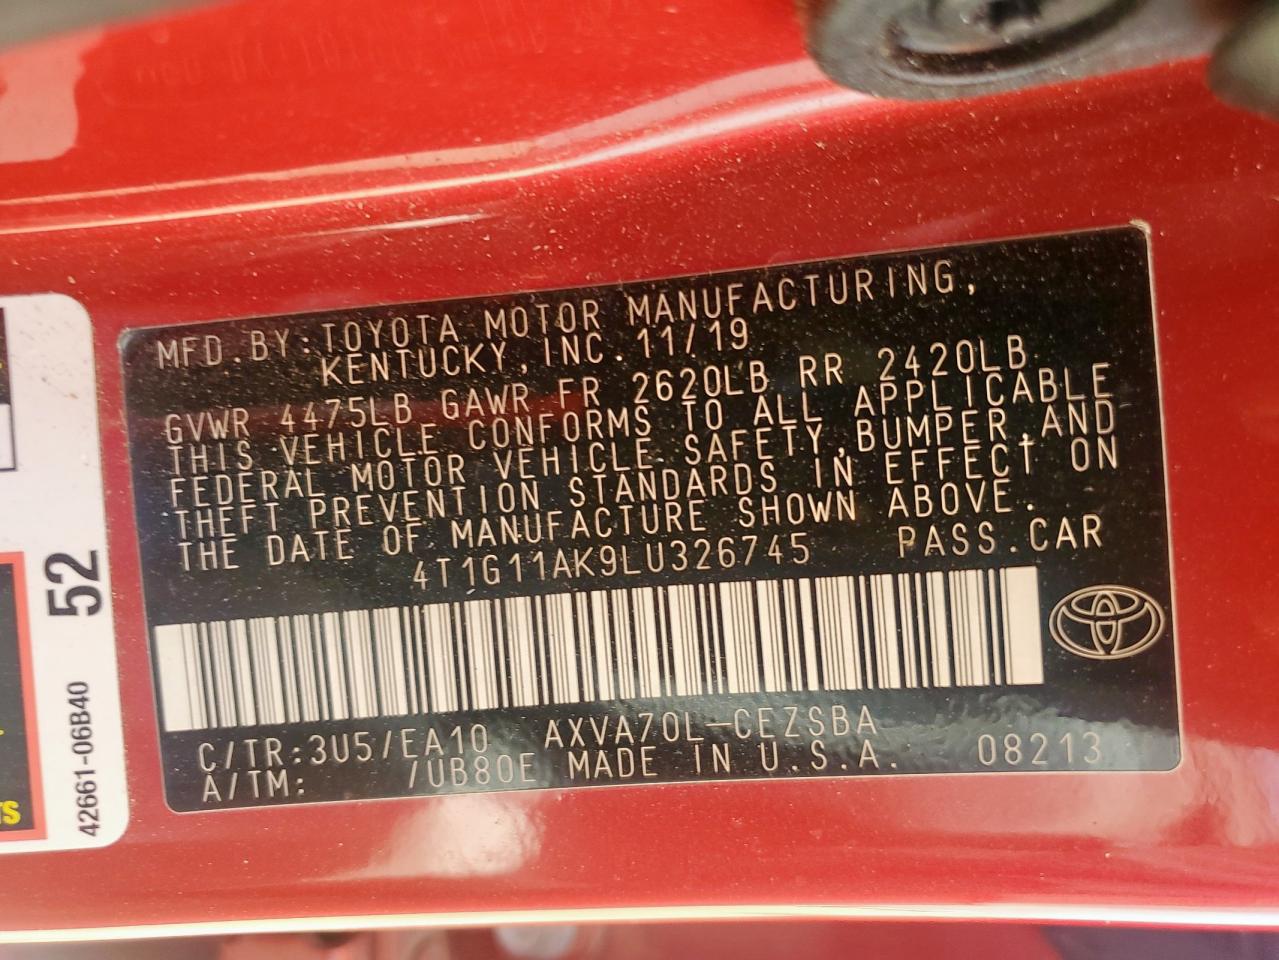 MFD.BY:TOYOTA MOTOR MANUFACTURING,
KENTUCKY, INC. 11/19
GVWR 4475LB GAWR FR 2620LB RR 2420LB
THIS VEHICLE CONFORMS TO ALL APPLICABLE
FEDERAL MOTOR VEHICLE SAFETY,BUMPER,AND
THEFT PREVENTION STANDARDS IN EFFECT ON
THE DATE OF MANUFACTURE SHOWN ABOVE.
4T1G11AK9LU326745 PASS.CAR
C/TR:3U5/EA10 AXVA70L-CEZSBA
A/TM: /UB80E MADE IN U.S.A. 08213
52
42661-06B40